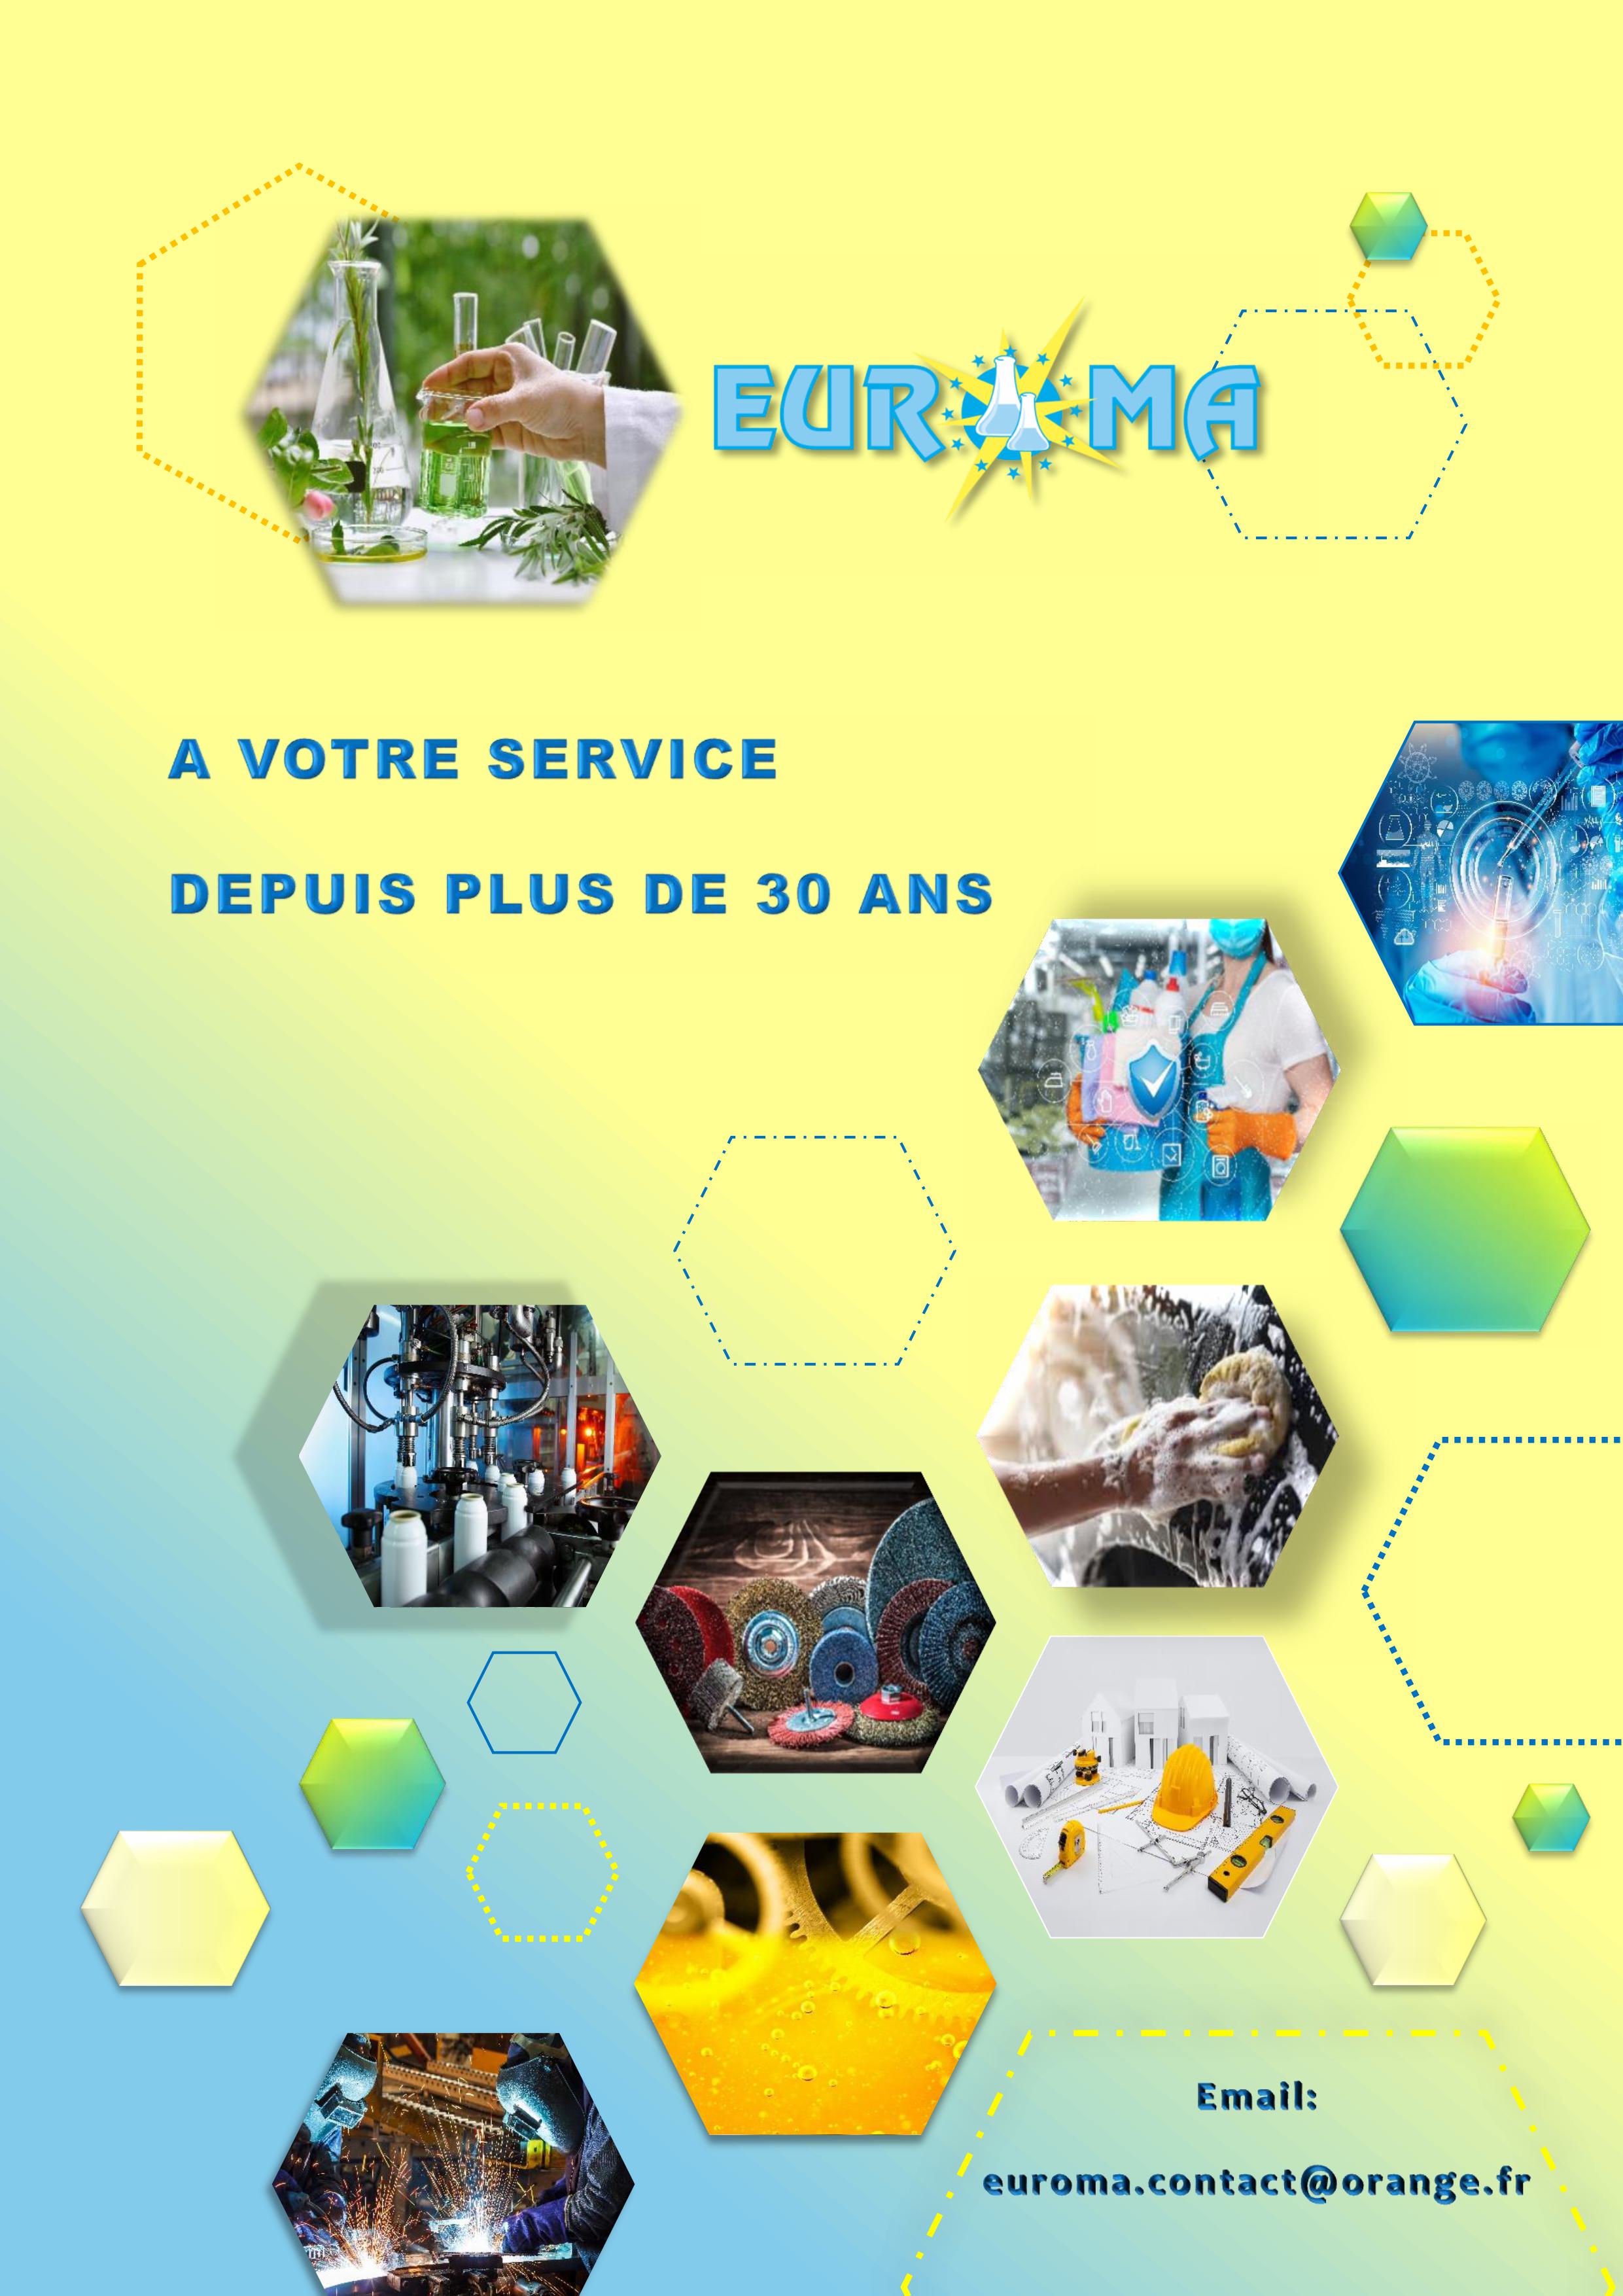 EUROMA
A VOTRE SERVICE
DEPUIS PLUS DE 30 ANS
Email:
euroma.contact@orange.fr